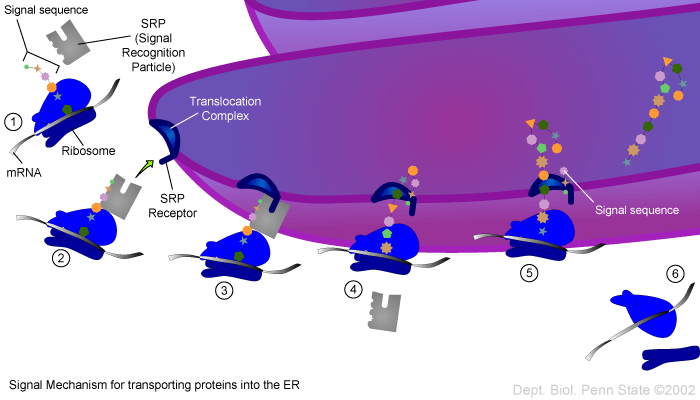 Signal sequence
SRP
(Signal
Recognition
Particle)
1
mRNA
Ribosome
Translocation
Complex
SRP
Receptor
2
3
4
5
Signal sequence
6
Signal Mechanism for transporting proteins into the ER
Dept. Biol. Penn State ©2002